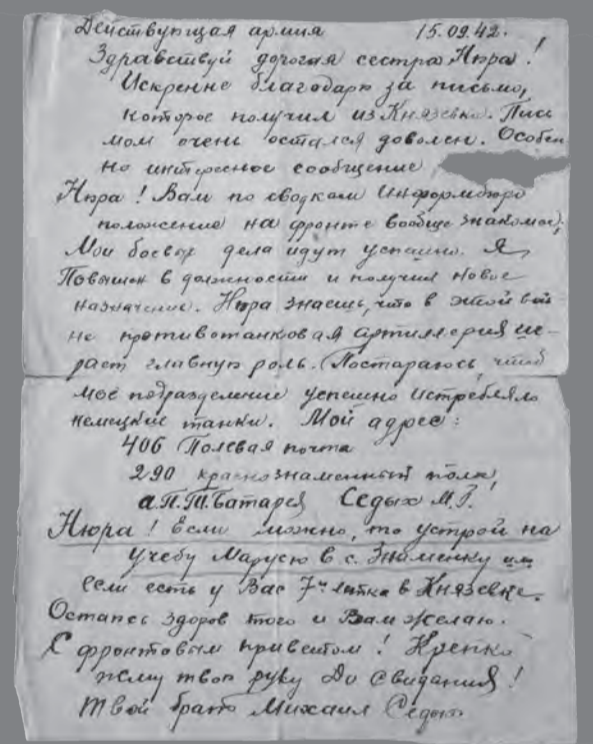 Действующая армия 15.09.42.
Здравствуй дорогая сестра Нюра!
Искренне благодарю за письмо,
которое получил из Князевки. Пись
мом очень остался доволен. Особен
но интересное сообщение
Нюра! Вам по сводкам Информбюро
положение на фронте вообще знакомо,
Мои боевые дела идут успешно. Я
Повышен в должности и получил новое
назначение. Нюра знаешь, что в этой вой-
не противотанковая артиллерия иг-
рает главную роль. Постараюсь, чтоб
мое подразделение успешно истребляло
немецкие танки. Мой адрес:
406 Полевая почта
290 краснознаменный полк,
а П.Т. Батарея Седых М.Г.
Нюра! Если можно, то устрой на
учебу Марусю в с. Знаменку или
если есть у Вас 7ми летка в Князевке.
Остаюсь здоров того и Вам желаю.
С фронтовым приветом! Крепко
жму твою руку До свидания!
Твой брат Михаил Седых